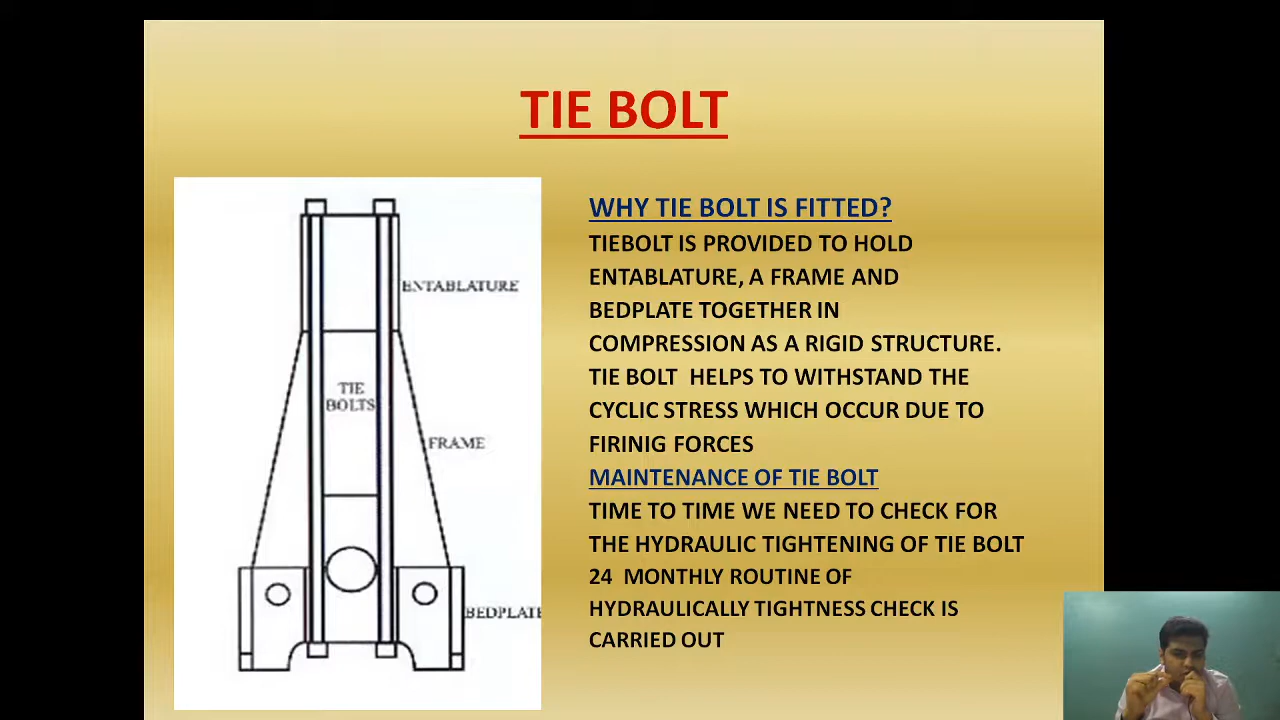 TIE BOLT
ENTABLATURE
TIE
BOLTS
FRAME
BEDPLATE
WHY TIE BOLT IS FITTED?
TIEBOLT IS PROVIDED TO HOLD
ENTABLATURE, A FRAME AND
BEDPLATE TOGETHER IN
COMPRESSION AS A RIGID STRUCTURE.
TIE BOLT HELPS TO WITHSTAND THE
CYCLIC STRESS WHICH OCCUR DUE TO
FIRINIG FORCES
MAINTENANCE OF TIE BOLT
TIME TO TIME WE NEED TO CHECK FOR
THE HYDRAULIC TIGHTENING OF TIE BOLT
24 MONTHLY ROUTINE OF
HYDRAULICALLY TIGHTNESS CHECK IS
CARRIED OUT